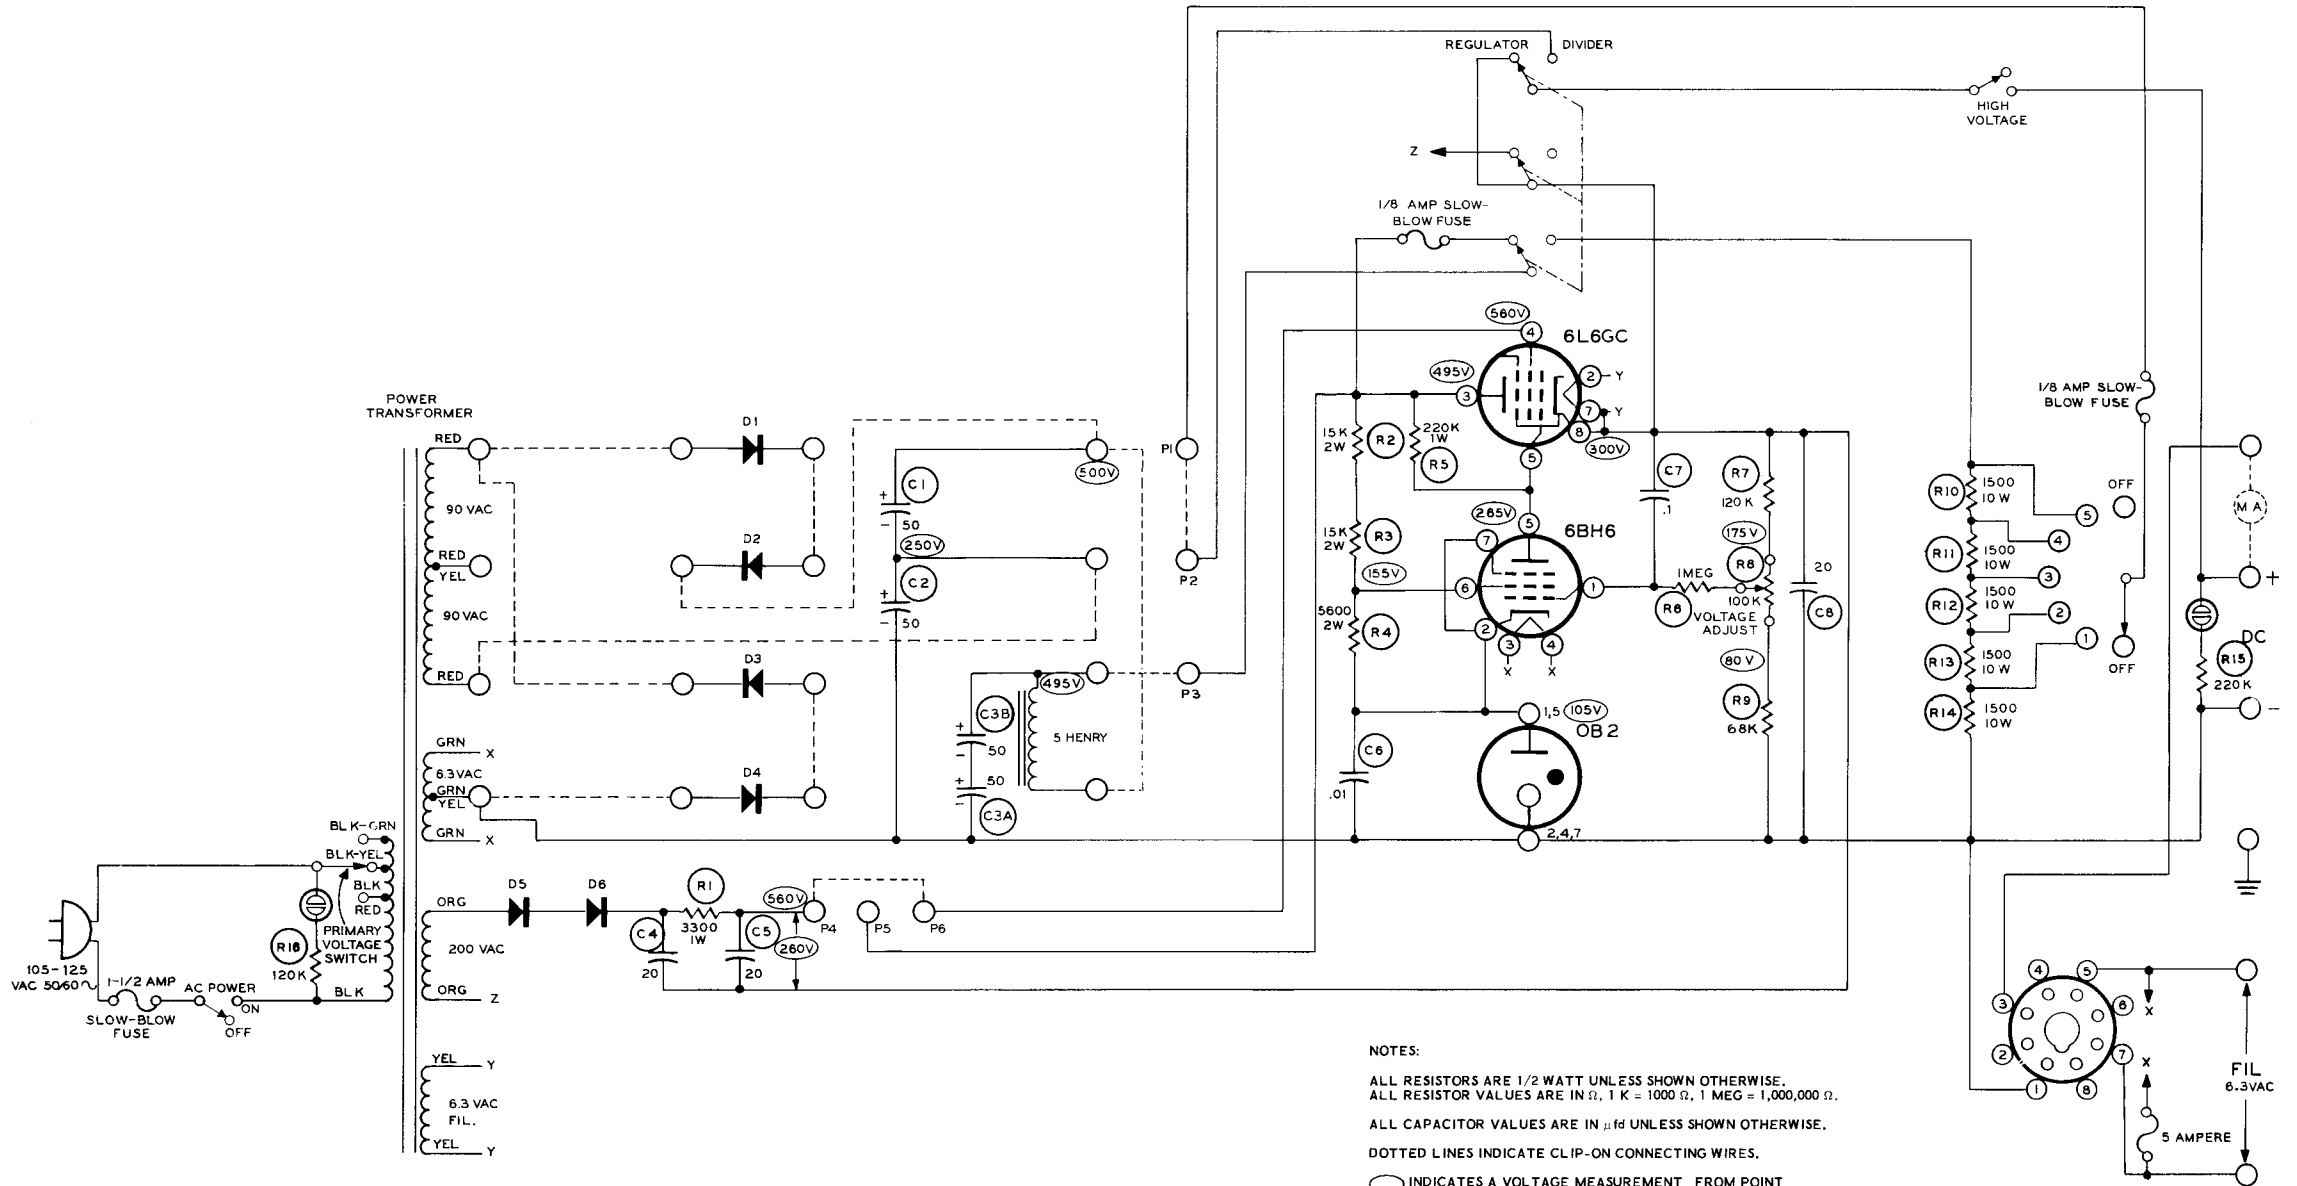 REGULATOR
DIVIDER
HIGH
VOLTAGE
Z
1/8 AMP SLOW-
BLOW FUSE
560V
4
6L6GC
495V
3
2
Y
7
Y
8
300V
5
15K
2W
R2
220K
1W
R5
C7
.1
R7
120K
175V
R8
100K
VOLTAGE
ADJUST
1MEG
R6
20
C8
80V
R9
68K
15K
2W
R3
155V
5600
2W
R4
265V
5
6BH6
7
6
1
2
3
4
X
X
1,5
105V
OB2
C6
.01
2,4,7
1/8 AMP SLOW-
BLOW FUSE
R10
1500
10W
R11
1500
10W
R12
1500
10W
R13
1500
10W
R14
1500
10W
5
4
3
2
1
OFF
OFF
MA
+
DC
R15
220K
-
POWER
TRANSFORMER
RED
90 VAC
RED
YEL
90 VAC
RED
GRN
X
6.3VAC
GRN
YEL
GRN
X
D1
D2
D3
D4
C1
+
-
50
250V
C2
+
-
50
500V
495V
C3B
+
-
50
5 HENRY
+
-
50
C3A
P1
P2
P3
BLK-GRN
BLK-YEL
BLK
RED
PRIMARY
VOLTAGE
SWITCH
R16
120K
BLK
105-125
VAC 50/60~
1-1/2 AMP
SLOW-BLOW
FUSE
AC POWER
ON
OFF
ORG
200 VAC
ORG
Z
D5
D6
R1
3300
1W
C4
20
C5
20
560V
260V
P4
P5
P6
YEL
Y
6.3 VAC
FIL.
YEL
Y
4
5
3
6
2
7
1
8
X
X
5 AMPERE
FIL
6.3VAC
NOTES:
ALL RESISTORS ARE 1/2 WATT UNLESS SHOWN OTHERWISE.
ALL RESISTOR VALUES ARE IN Ω, 1 K = 1000 Ω, 1 MEG = 1,000,000 Ω.
ALL CAPACITOR VALUES ARE IN μfd UNLESS SHOWN OTHERWISE.
DOTTED LINES INDICATE CLIP-ON CONNECTING WIRES.
INDICATES A VOLTAGE MEASUREMENT FROM POINT